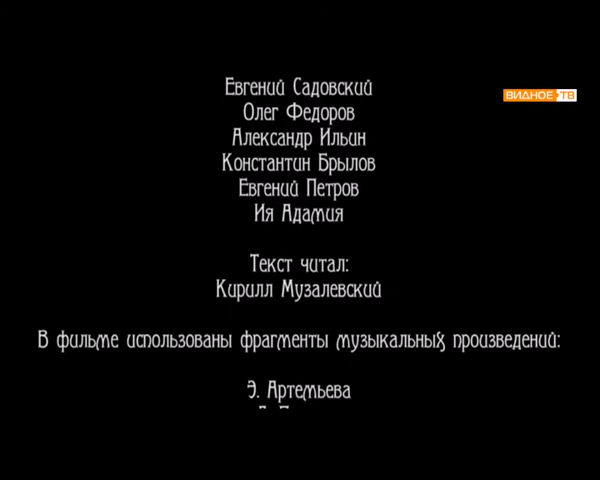 ВИДНОЕ ТВ
Евгений Садовский
Олег Федоров
Александр Ильин
Константин Брылов
Евгений Петров
Ия Адамия
Текст читал:
Кирилл Музалевский
В фильме использованы фрагменты музыкальных произведений:
Э. Артемьева